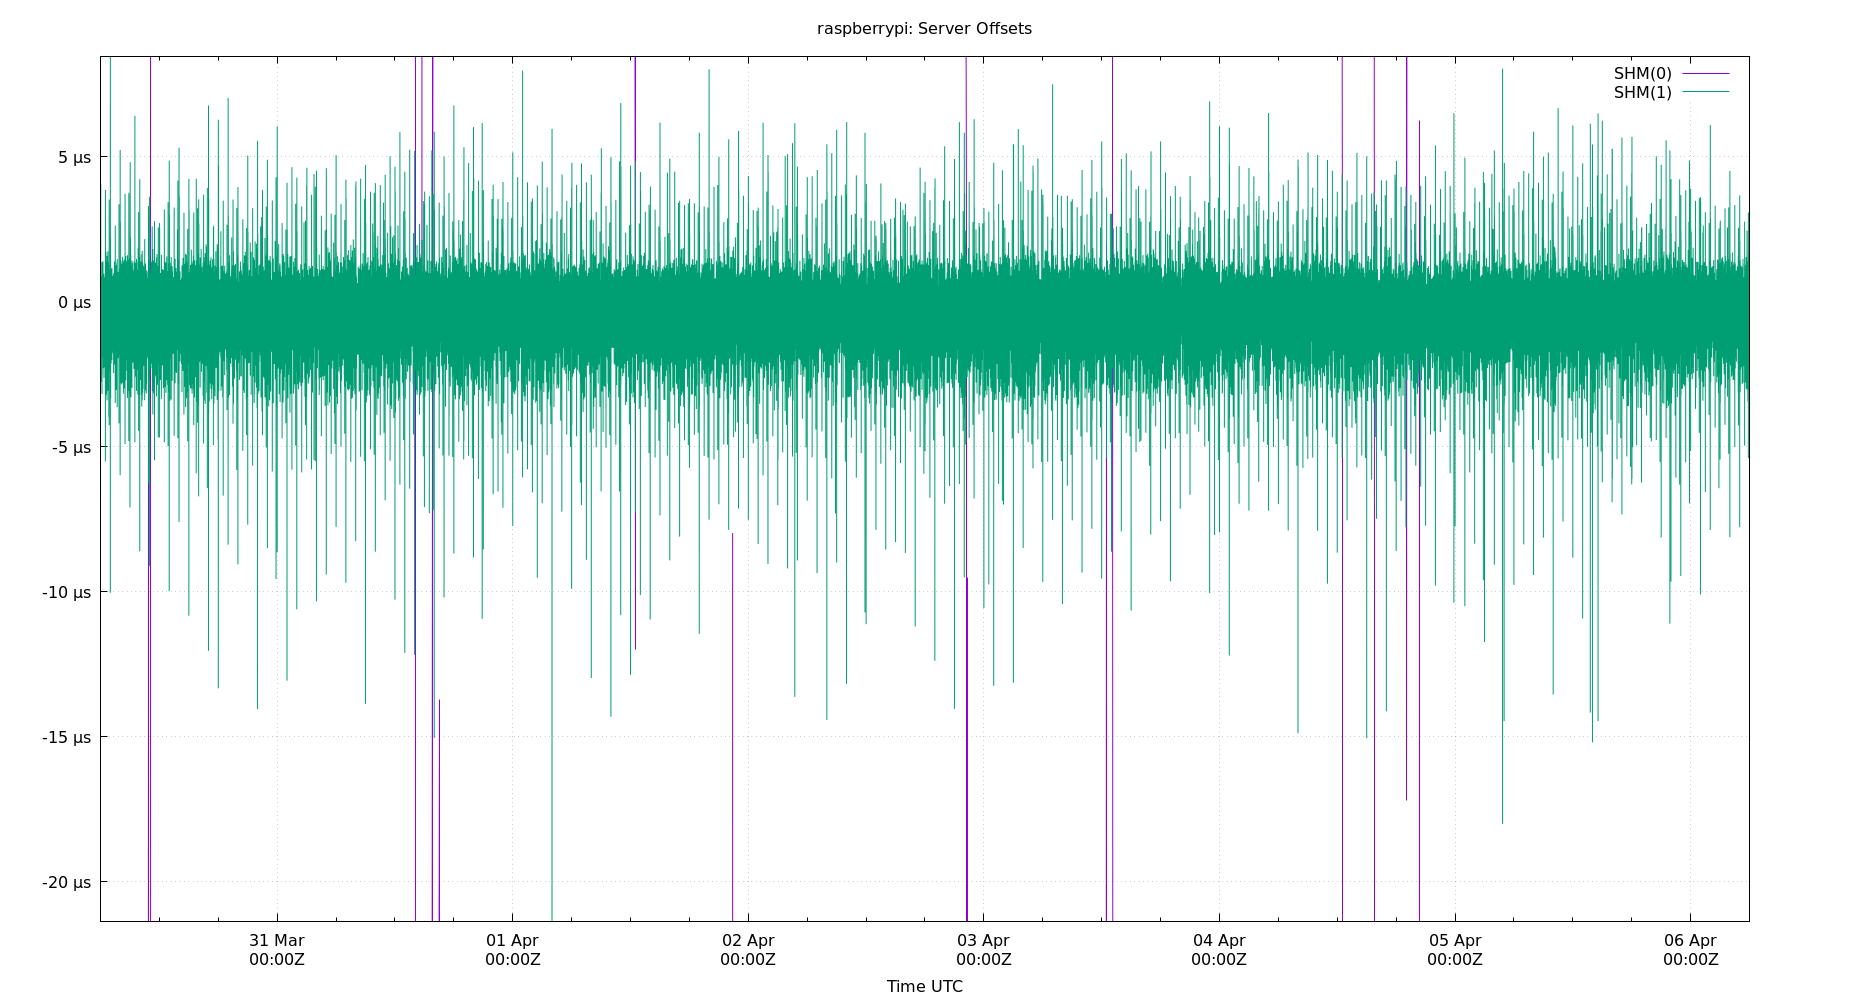 raspberrypi: Server Offsets
SHM(0)
SHM(1)
5 µs
0 µs
-5 µs
-10 µs
-15 µs
-20 µs
31 Mar 01 Apr 02 Apr 03 Apr 04 Apr 05 Apr 06 Apr
00:00Z 00:00Z 00:00Z 00:00Z 00:00Z 00:00Z 00:00Z
Time UTC